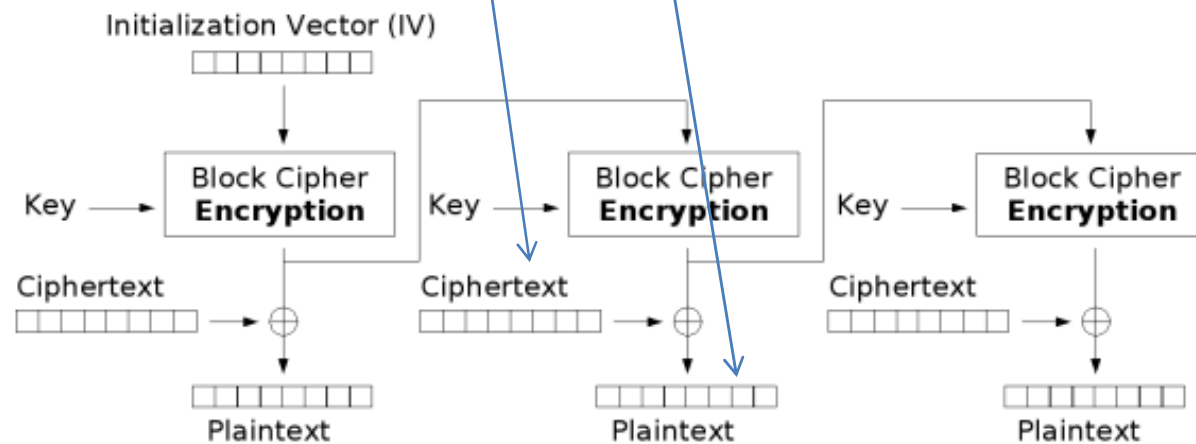 Initialization Vector (IV)
Block Cipher
Encryption
Key
Block Cipher
Encryption
Key
Block Cipher
Encryption
Key
Ciphertext
Ciphertext
Ciphertext
Plaintext
Plaintext
Plaintext